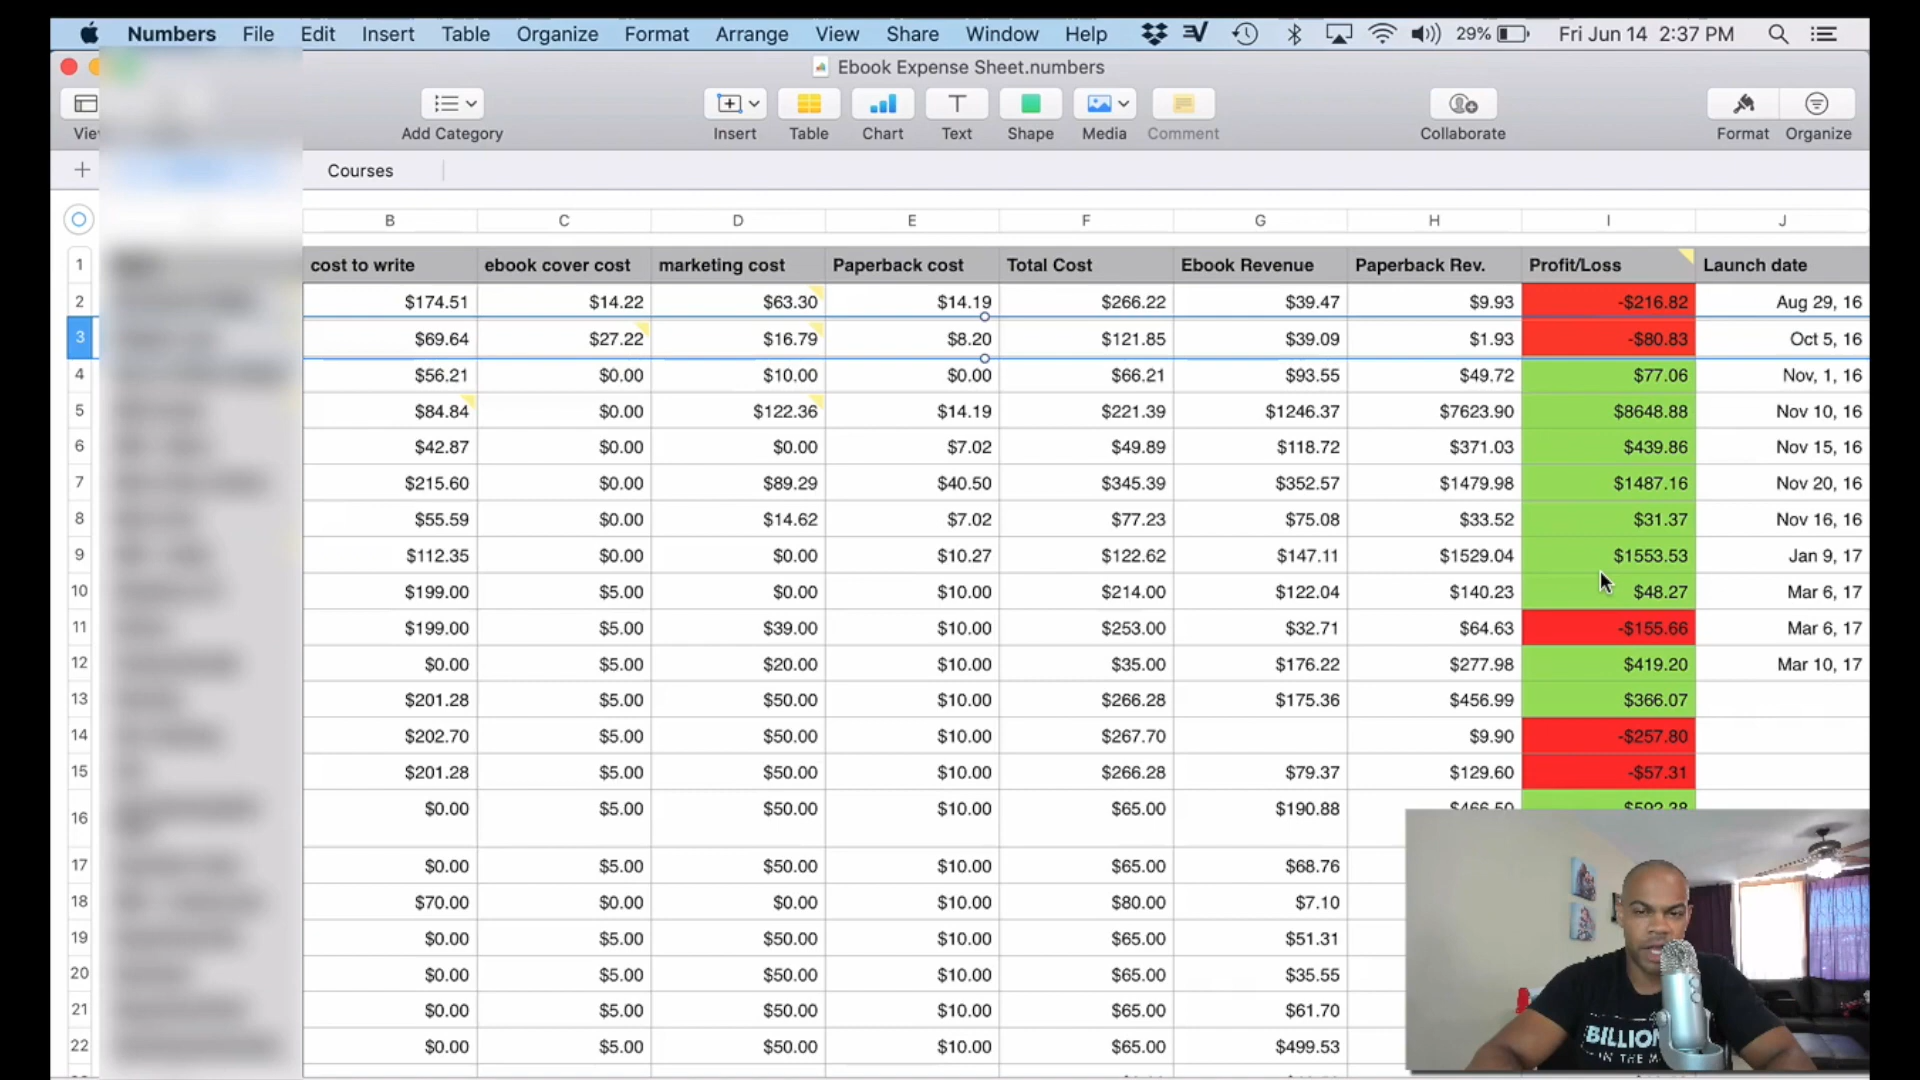 Numbers File Edit Insert Table Organize Format Arrange View Share Window Help 29% Fri Jun 14 2:37 PM
Ebook Expense Sheet.numbers
View Add Category Insert Table Chart Text Shape Media Comment Collaborate Format Organize
Courses
B C D E F G H I J
1 cost to write ebook cover cost marketing cost Paperback cost Total Cost Ebook Revenue Paperback Rev. Profit/Loss Launch date
2 $174.51 $14.22 $63.30 $14.19 $266.22 $39.47 $9.93 -$216.82 Aug 29, 16
3 $69.64 $27.22 $16.79 $8.20 $121.85 $39.09 $1.93 -$80.83 Oct 5, 16
4 $56.21 $0.00 $10.00 $0.00 $66.21 $93.55 $49.72 $77.06 Nov, 1, 16
5 $84.84 $0.00 $122.36 $14.19 $221.39 $1246.37 $7623.90 $8648.88 Nov 10, 16
6 $42.87 $0.00 $0.00 $7.02 $49.89 $118.72 $371.03 $439.86 Nov 15, 16
7 $215.60 $0.00 $89.29 $40.50 $345.39 $352.57 $1479.98 $1487.16 Nov 20, 16
8 $55.59 $0.00 $14.62 $7.02 $77.23 $75.08 $33.52 $31.37 Nov 16, 16
9 $112.35 $0.00 $0.00 $10.27 $122.62 $147.11 $1529.04 $1553.53 Jan 9, 17
10 $199.00 $5.00 $0.00 $10.00 $214.00 $122.04 $140.23 $48.27 Mar 6, 17
11 $199.00 $5.00 $39.00 $10.00 $253.00 $32.71 $64.63 -$155.66 Mar 6, 17
12 $0.00 $5.00 $20.00 $10.00 $35.00 $176.22 $277.98 $419.20 Mar 10, 17
13 $201.28 $5.00 $50.00 $10.00 $266.28 $175.36 $456.99 $366.07
14 $202.70 $5.00 $50.00 $10.00 $267.70 $9.90 -$257.80
15 $201.28 $5.00 $50.00 $10.00 $266.28 $79.37 $129.60 -$57.31
16 $0.00 $5.00 $50.00 $10.00 $65.00 $190.88 $466.50 $592.38
17 $0.00 $5.00 $50.00 $10.00 $65.00 $68.76
18 $70.00 $0.00 $0.00 $10.00 $80.00 $7.10
19 $0.00 $5.00 $50.00 $10.00 $65.00 $51.31
20 $0.00 $5.00 $50.00 $10.00 $65.00 $35.55
21 $0.00 $5.00 $50.00 $10.00 $65.00 $61.70
22 $0.00 $5.00 $50.00 $10.00 $65.00 $499.53
BILLION
IN THE